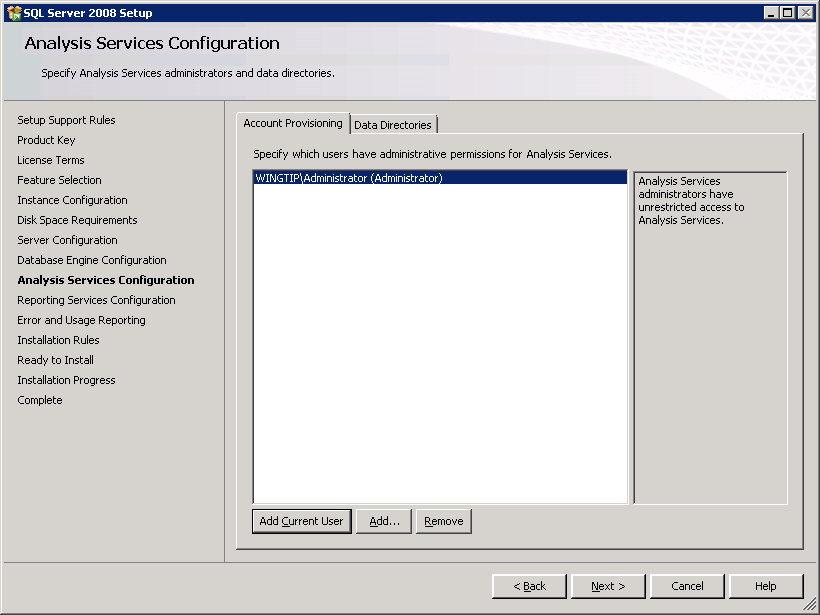 SQL Server 2008 Setup
Analysis Services Configuration
Specify Analysis Services administrators and data directories.
Setup Support Rules
Product Key
License Terms
Feature Selection
Instance Configuration
Disk Space Requirements
Server Configuration
Database Engine Configuration
Analysis Services Configuration
Reporting Services Configuration
Error and Usage Reporting
Installation Rules
Ready to Install
Installation Progress
Complete
Account Provisioning
Data Directories
Specify which users have administrative permissions for Analysis Services.
WINGTIP\Administrator (Administrator)
Analysis Services
administrators have
unrestricted access to
Analysis Services.
Add Current User
Add...
Remove
< Back
Next >
Cancel
Help